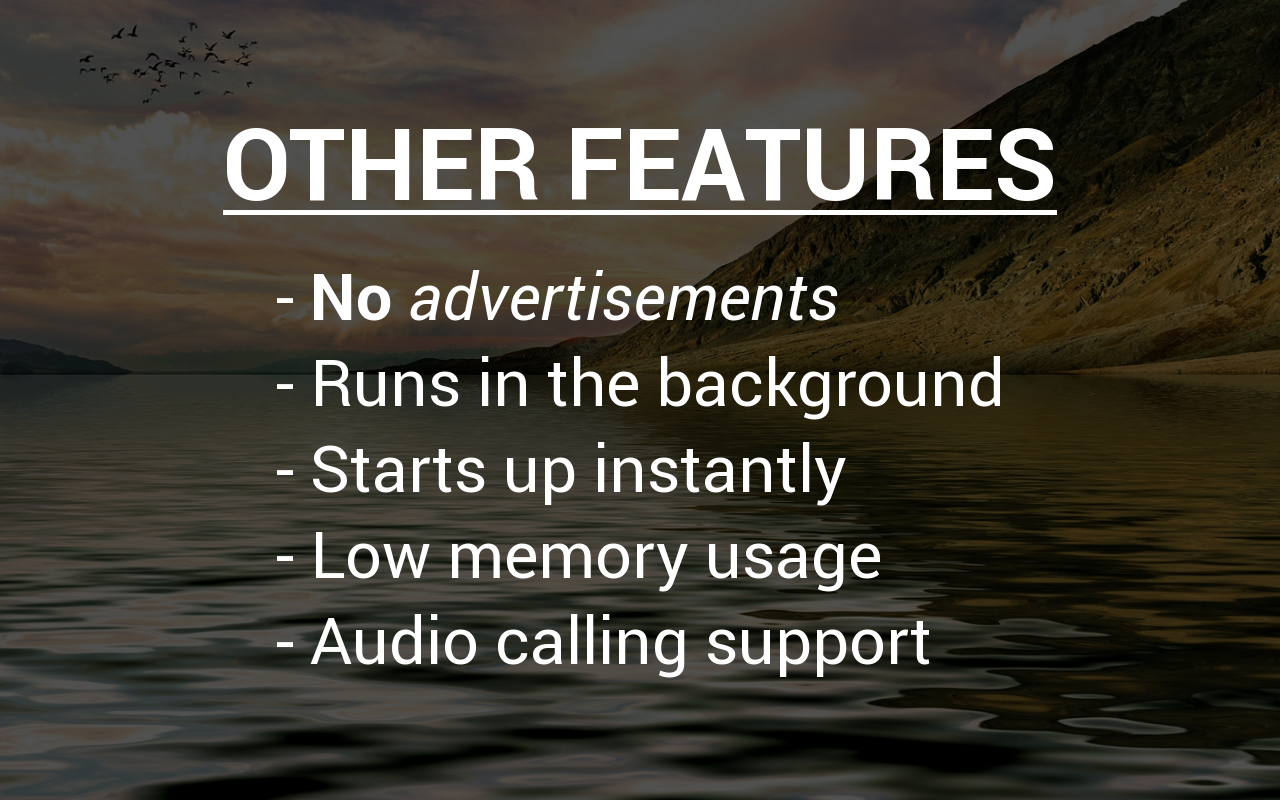 OTHER FEATURES
- No advertisements
- Runs in the background
- Starts up instantly
- Low memory usage
- Audio calling support